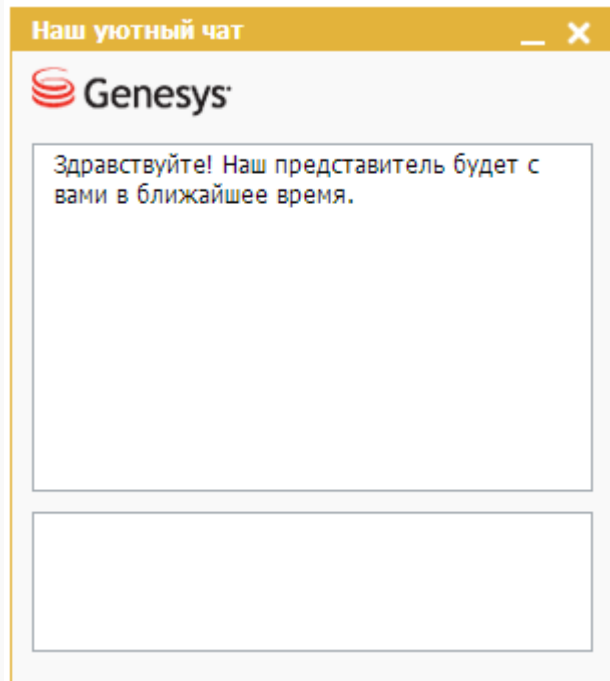 Наш уютный чат
Genesys
Здравствуйте! Наш представитель будет с
вами в ближайшее время.